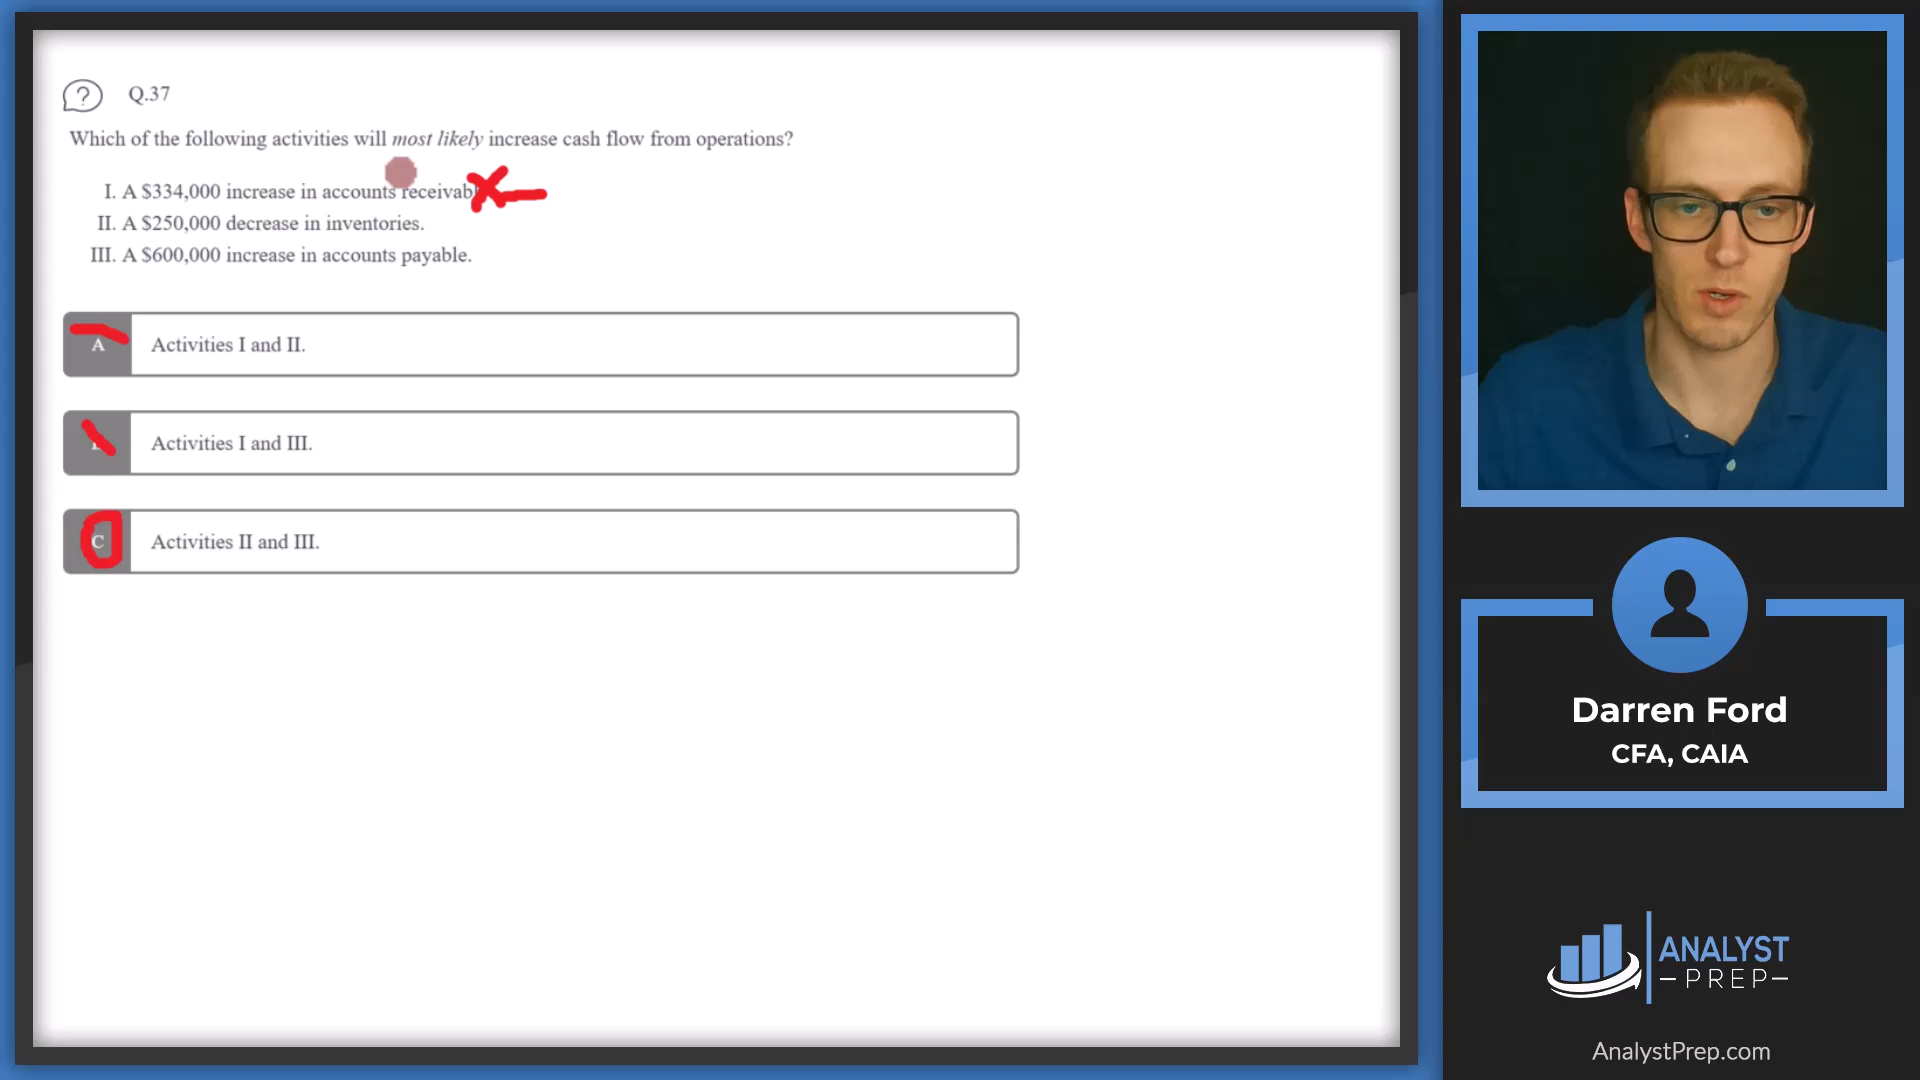 ?
Q.37
Which of the following activities will most likely increase cash flow from operations?
I. A $334,000 increase in accounts
II. A $250,000 decrease in inventories.
III. A $600,000 increase in accounts payable.
A
Activities I and II.
Activities I and III.
C
Activities II and III.
Darren Ford
CFA, CAIA
ANALYST
PREP
AnalystPrep.com